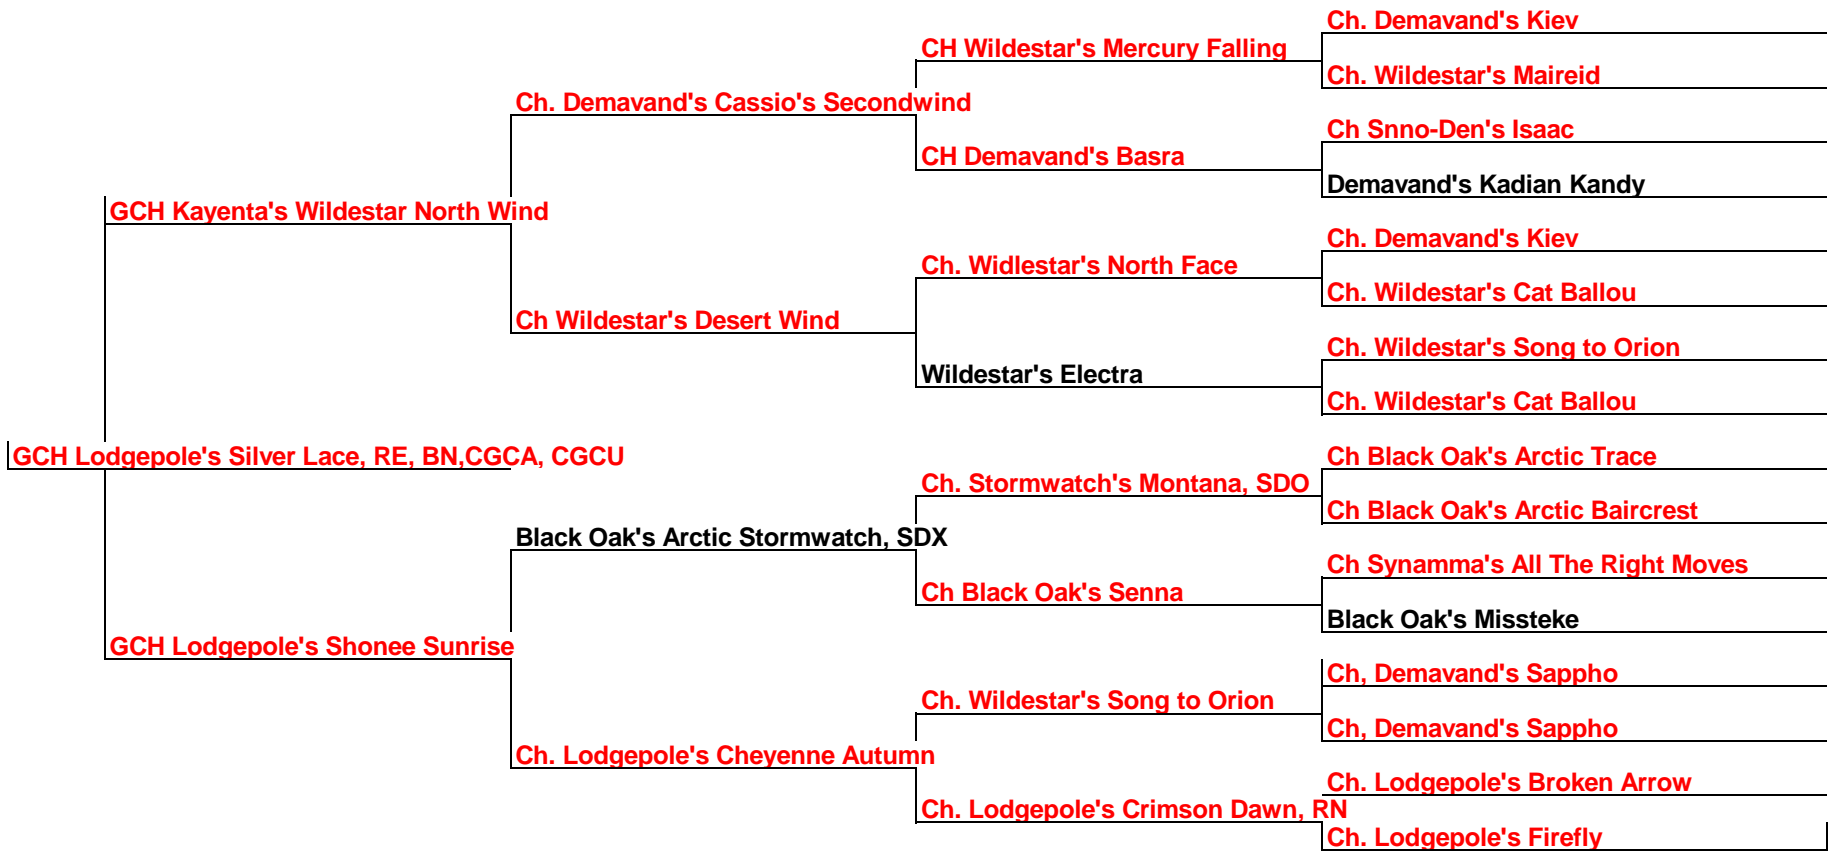 Ch. Demavand's Kiev
CH Wildestar's Mercury Falling
Ch. Wildestar's Maireid
Ch. Demavand's Cassio's Secondwind
Ch Snno-Den's Isaac
CH Demavand's Basra
Demavand's Kadian Kandy
GCH Kayenta's Wildestar North Wind
Ch. Demavand's Kiev
Ch. Widlestar's North Face
Ch. Wildestar's Cat Ballou
Ch Wildestar's Desert Wind
Ch. Wildestar's Song to Orion
Wildestar's Electra
Ch. Wildestar's Cat Ballou
GCH Lodgepole's Silver Lace, RE, BN,CGCA, CGCU
Ch Black Oak's Arctic Trace
Ch. Stormwatch's Montana, SDO
Ch Black Oak's Arctic Baircrest
Black Oak's Arctic Stormwatch, SDX
Ch Synamma's All The Right Moves
Ch Black Oak's Senna
Black Oak's Missteke
GCH Lodgepole's Shonee Sunrise
Ch, Demavand's Sappho
Ch. Wildestar's Song to Orion
Ch, Demavand's Sappho
Ch. Lodgepole's Cheyenne Autumn
Ch. Lodgepole's Broken Arrow
Ch. Lodgepole's Crimson Dawn, RN
Ch. Lodgepole's Firefly